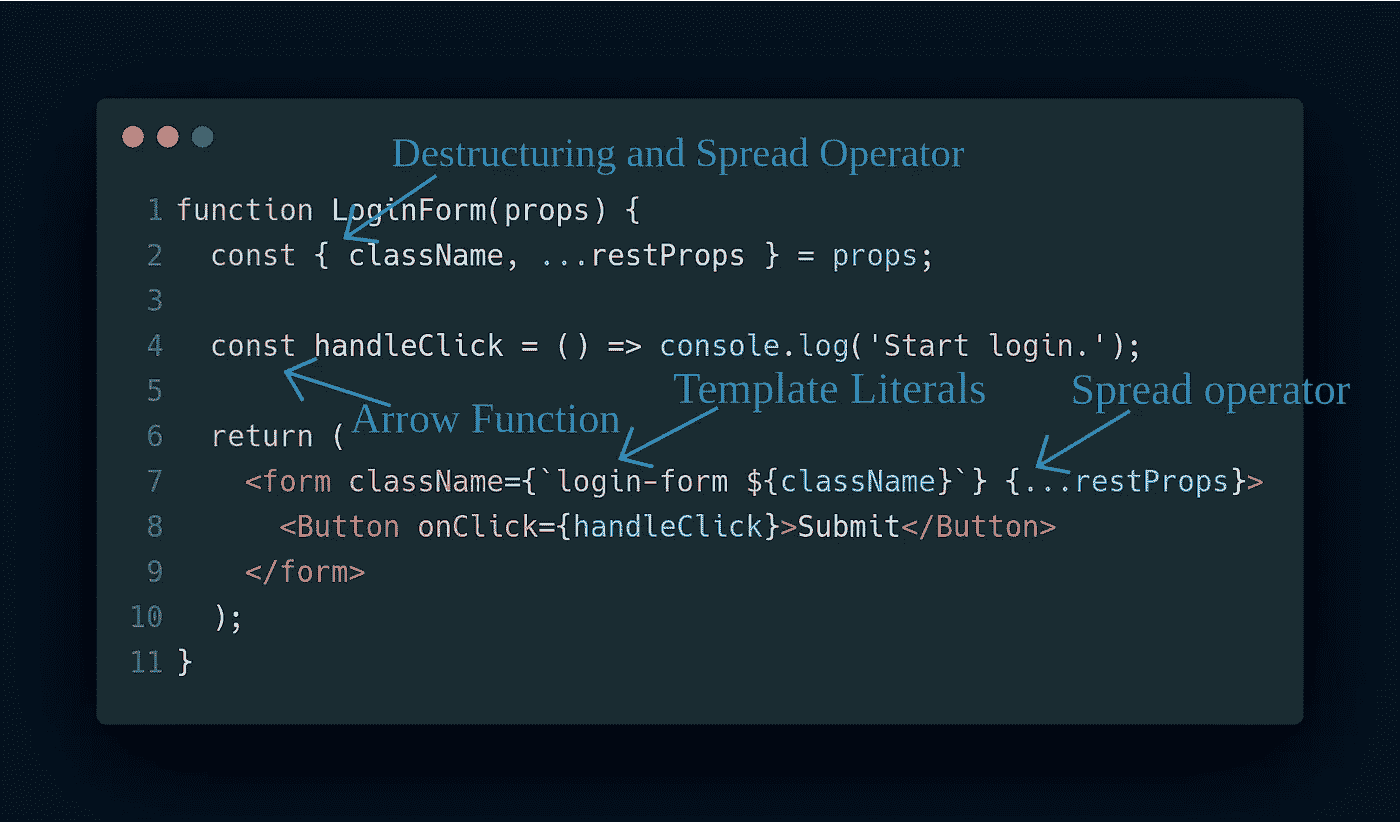 Destructuring and Spread Operator
1 function LoginForm(props) {
2   const { className, ...restProps } = props;
3
4   const handleClick = () => console.log('Start login.');
5
Template Literals
Spread operator
Arrow Function
6   return (
7     <form className={`login-form ${className}`} {...restProps}>
8       <Button onClick={handleClick}>Submit</Button>
9     </form>
10   );
11 }